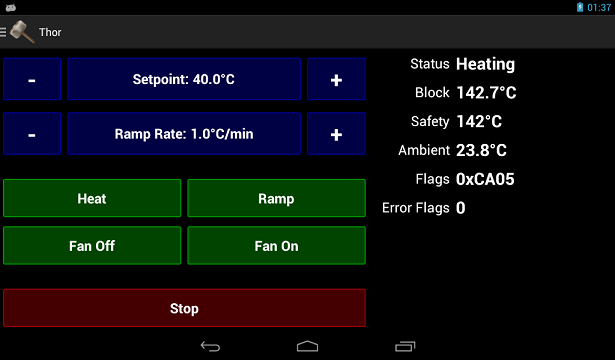 01:37
Thor
- Setpoint: 40.0°C +
- Ramp Rate: 1.0°C/min +
Heat Ramp
Fan Off Fan On
Stop
Status Heating
Block 142.7°C
Safety 142°C
Ambient 23.8°C
Flags 0xCA05
Error Flags 0